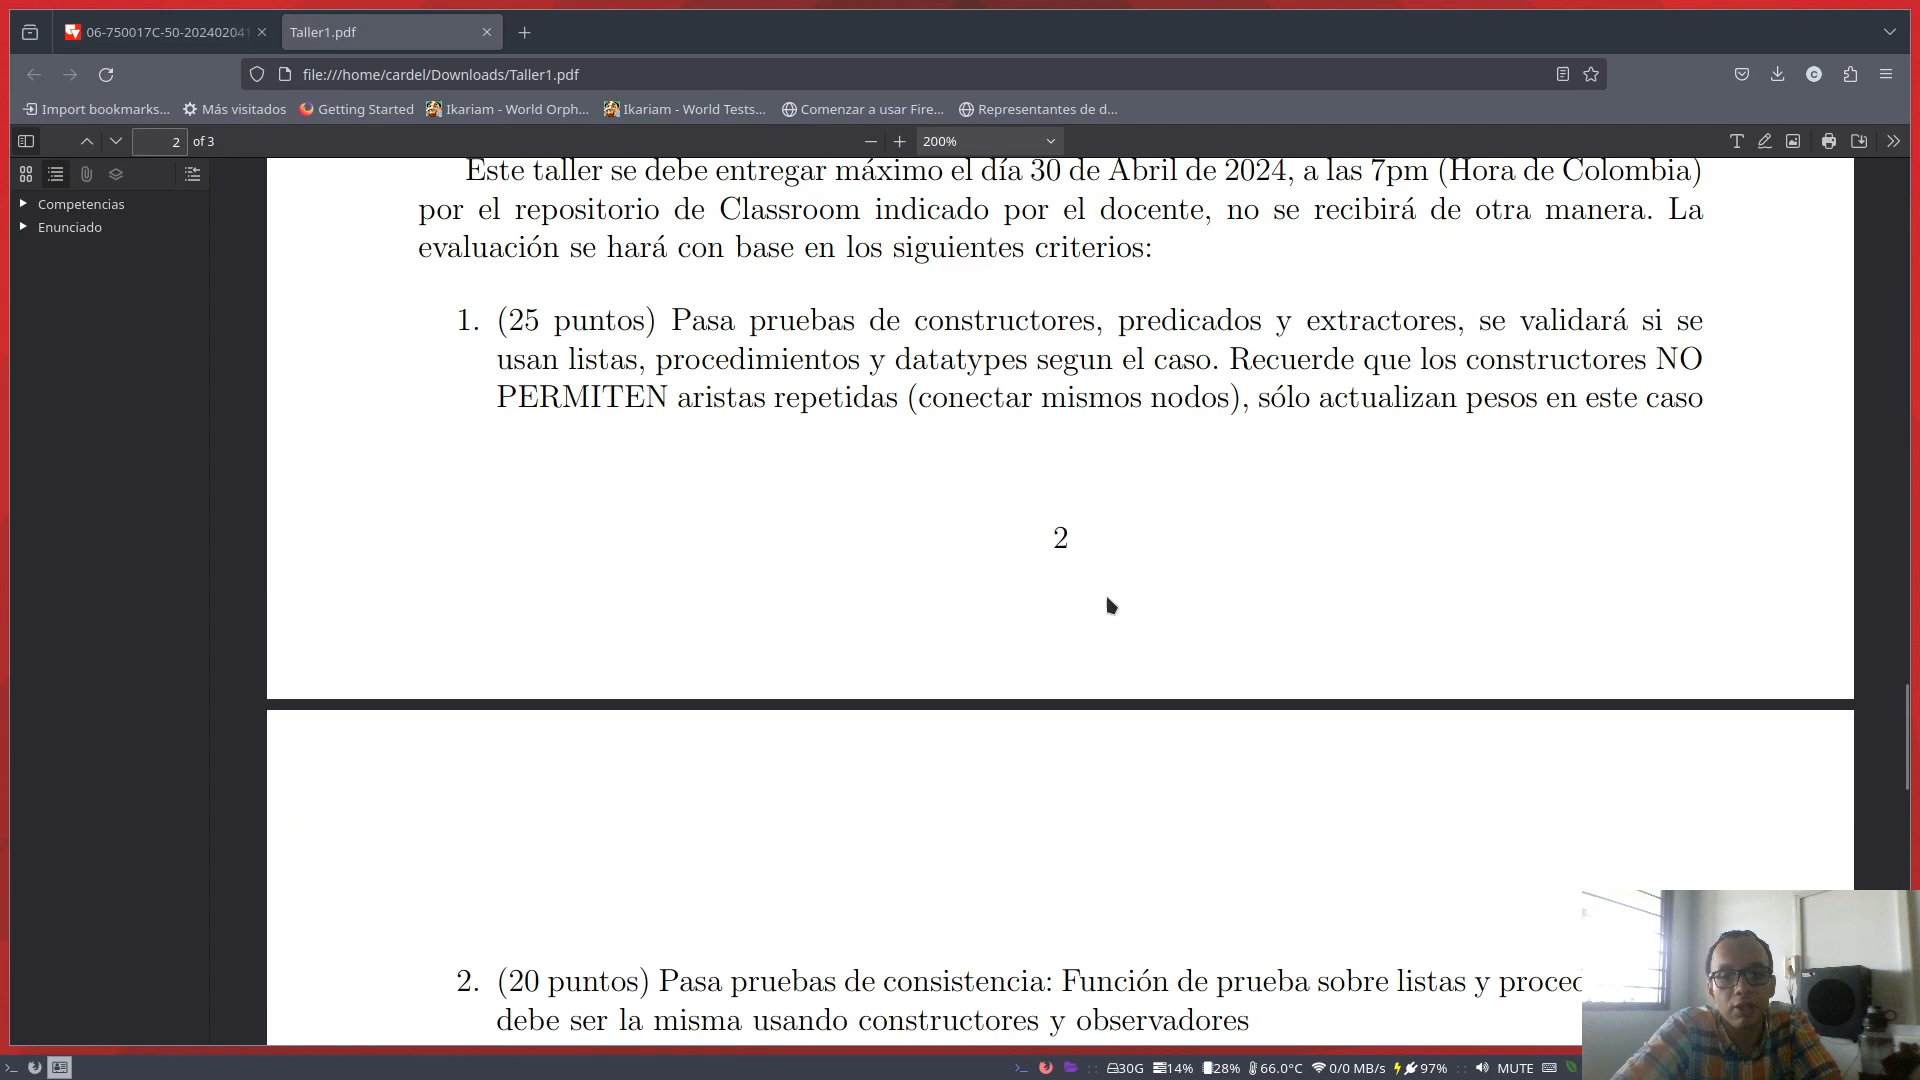 06-750017C-50-202402041
Taller1.pdf
file:///home/cardel/Downloads/Taller1.pdf
Import bookmarks...
Más visitados
Getting Started
Ikariam - World Orph...
Ikariam - World Tests...
Comenzar a usar Fire...
Representantes de d...
2 of 3
200%
Competencias
Enunciado
Este taller se debe entregar máximo el día 30 de Abril de 2024, a las 7pm (Hora de Colombia)
por el repositorio de Classroom indicado por el docente, no se recibirá de otra manera. La
evaluación se hará con base en los siguientes criterios:
1. (25 puntos) Pasa pruebas de constructores, predicados y extractores, se validará si se
usan listas, procedimientos y datatypes segun el caso. Recuerde que los constructores NO
PERMITEN aristas repetidas (conectar mismos nodos), sólo actualizan pesos en este caso
2
2. (20 puntos) Pasa pruebas de consistencia: Función de prueba sobre listas y proced
debe ser la misma usando constructores y observadores
30G 14% 28% 66.0°C 0/0 MB/s 97% MUTE